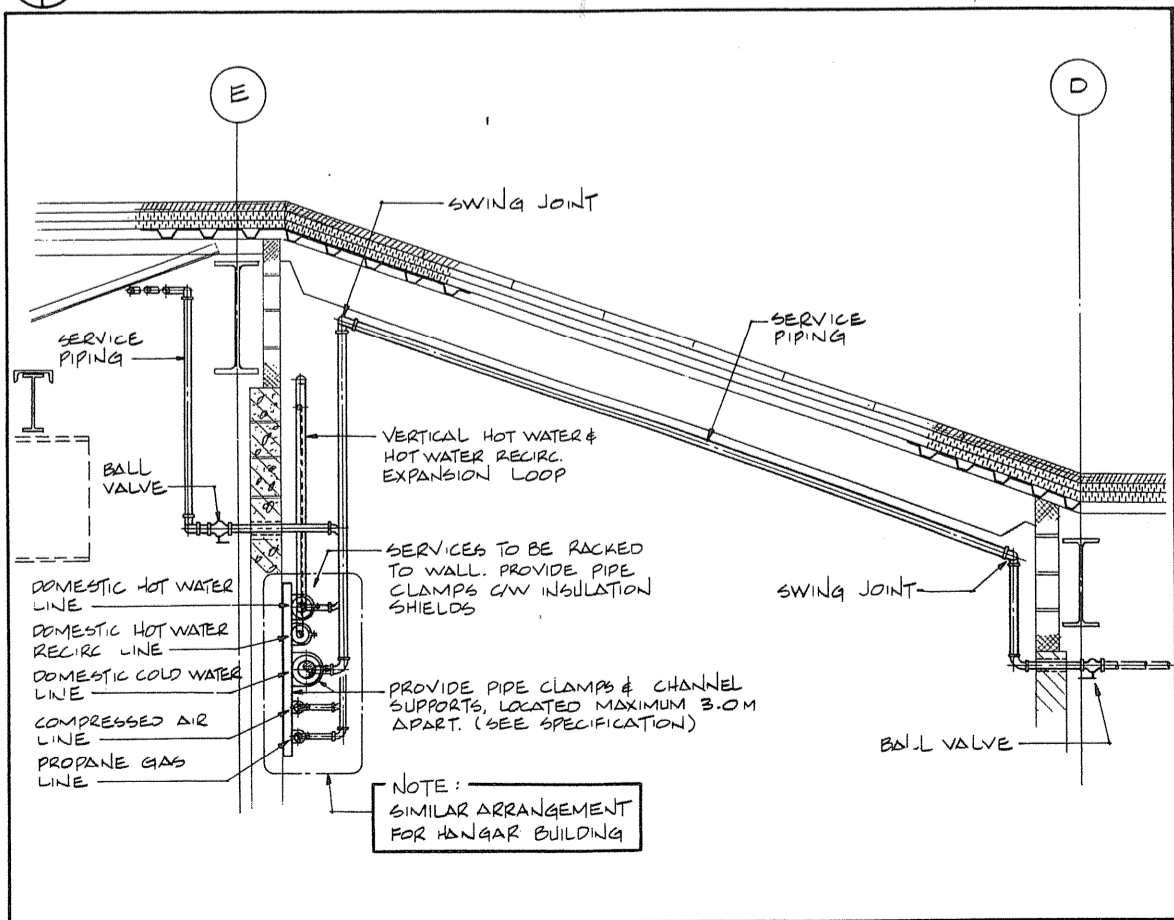 E
D
SWING JOINT
SERVICE
PIPING
SERVICE
PIPING
VERTICAL HOT WATER &
HOT WATER RECIRC.
EXPANSION LOOP
BALL
VALVE
SERVICES TO BE RACKED
TO WALL. PROVIDE PIPE
CLAMPS C/W INSULATION
SHIELDS
SWING JOINT
DOMESTIC HOT WATER
LINE
DOMESTIC HOT WATER
RECIRC LINE
DOMESTIC COLD WATER
LINE
COMPRESSED AIR
LINE
PROPANE GAS
LINE
PROVIDE PIPE CLAMPS & CHANNEL
SUPPORTS, LOCATED MAXIMUM 3.0 M
APART. (SEE SPECIFICATION)
BALL VALVE
NOTE:
SIMILAR ARRANGEMENT
FOR HANGAR BUILDING